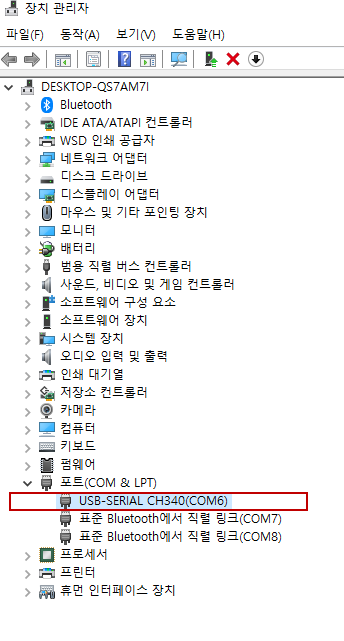 장치 관리자
파일(F) 동작(A) 보기(V) 도움말(H)
DESKTOP-QS7AM7I
Bluetooth
IDE ATA/ATAPI 컨트롤러
WSD 인쇄 공급자
네트워크 어댑터
디스크 드라이브
디스플레이 어댑터
마우스 및 기타 포인팅 장치
모니터
배터리
범용 직렬 버스 컨트롤러
사운드, 비디오 및 게임 컨트롤러
소프트웨어 구성 요소
소프트웨어 장치
시스템 장치
오디오 입력 및 출력
인쇄 대기열
저장소 컨트롤러
카메라
컴퓨터
키보드
펌웨어
포트(COM & LPT)
USB-SERIAL CH340(COM6)
표준 Bluetooth에서 직렬 링크(COM7)
표준 Bluetooth에서 직렬 링크(COM8)
프로세서
프린터
휴먼 인터페이스 장치